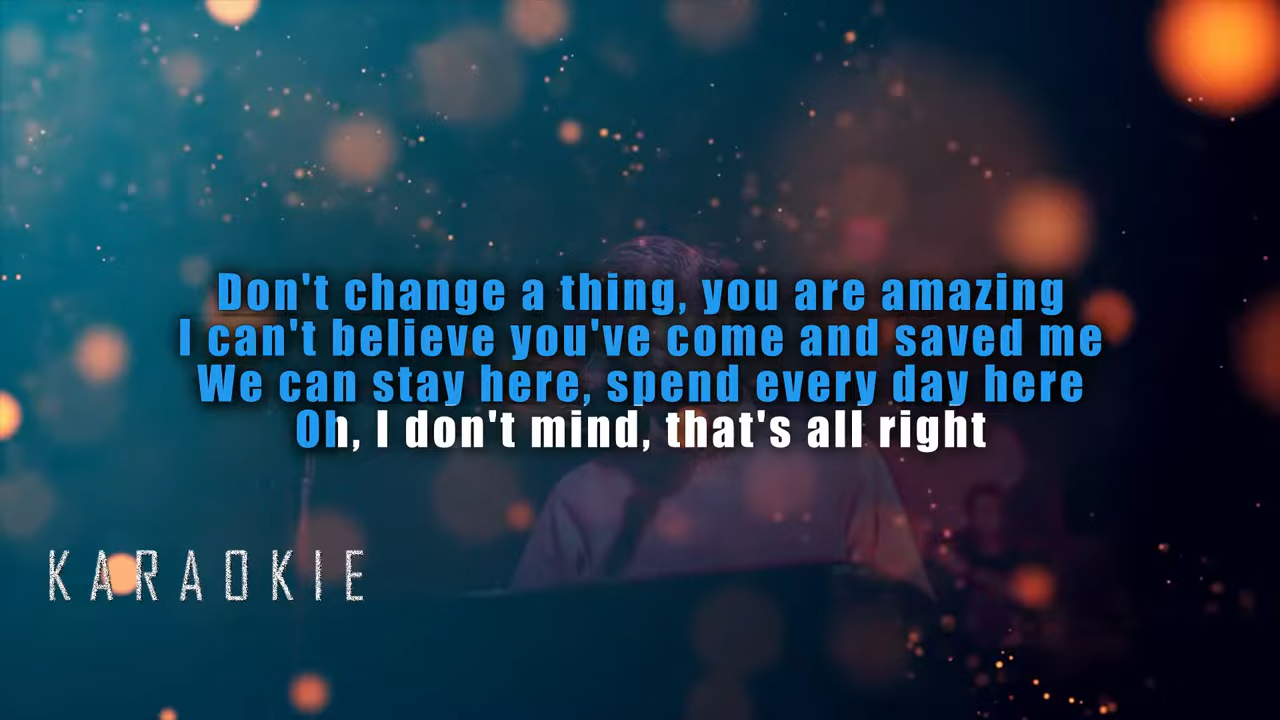 Don't change a thing, you are amazing
I can't believe you've come and saved me
We can stay here, spend every day here
Oh, I don't mind, that's all right
KARAOKIE